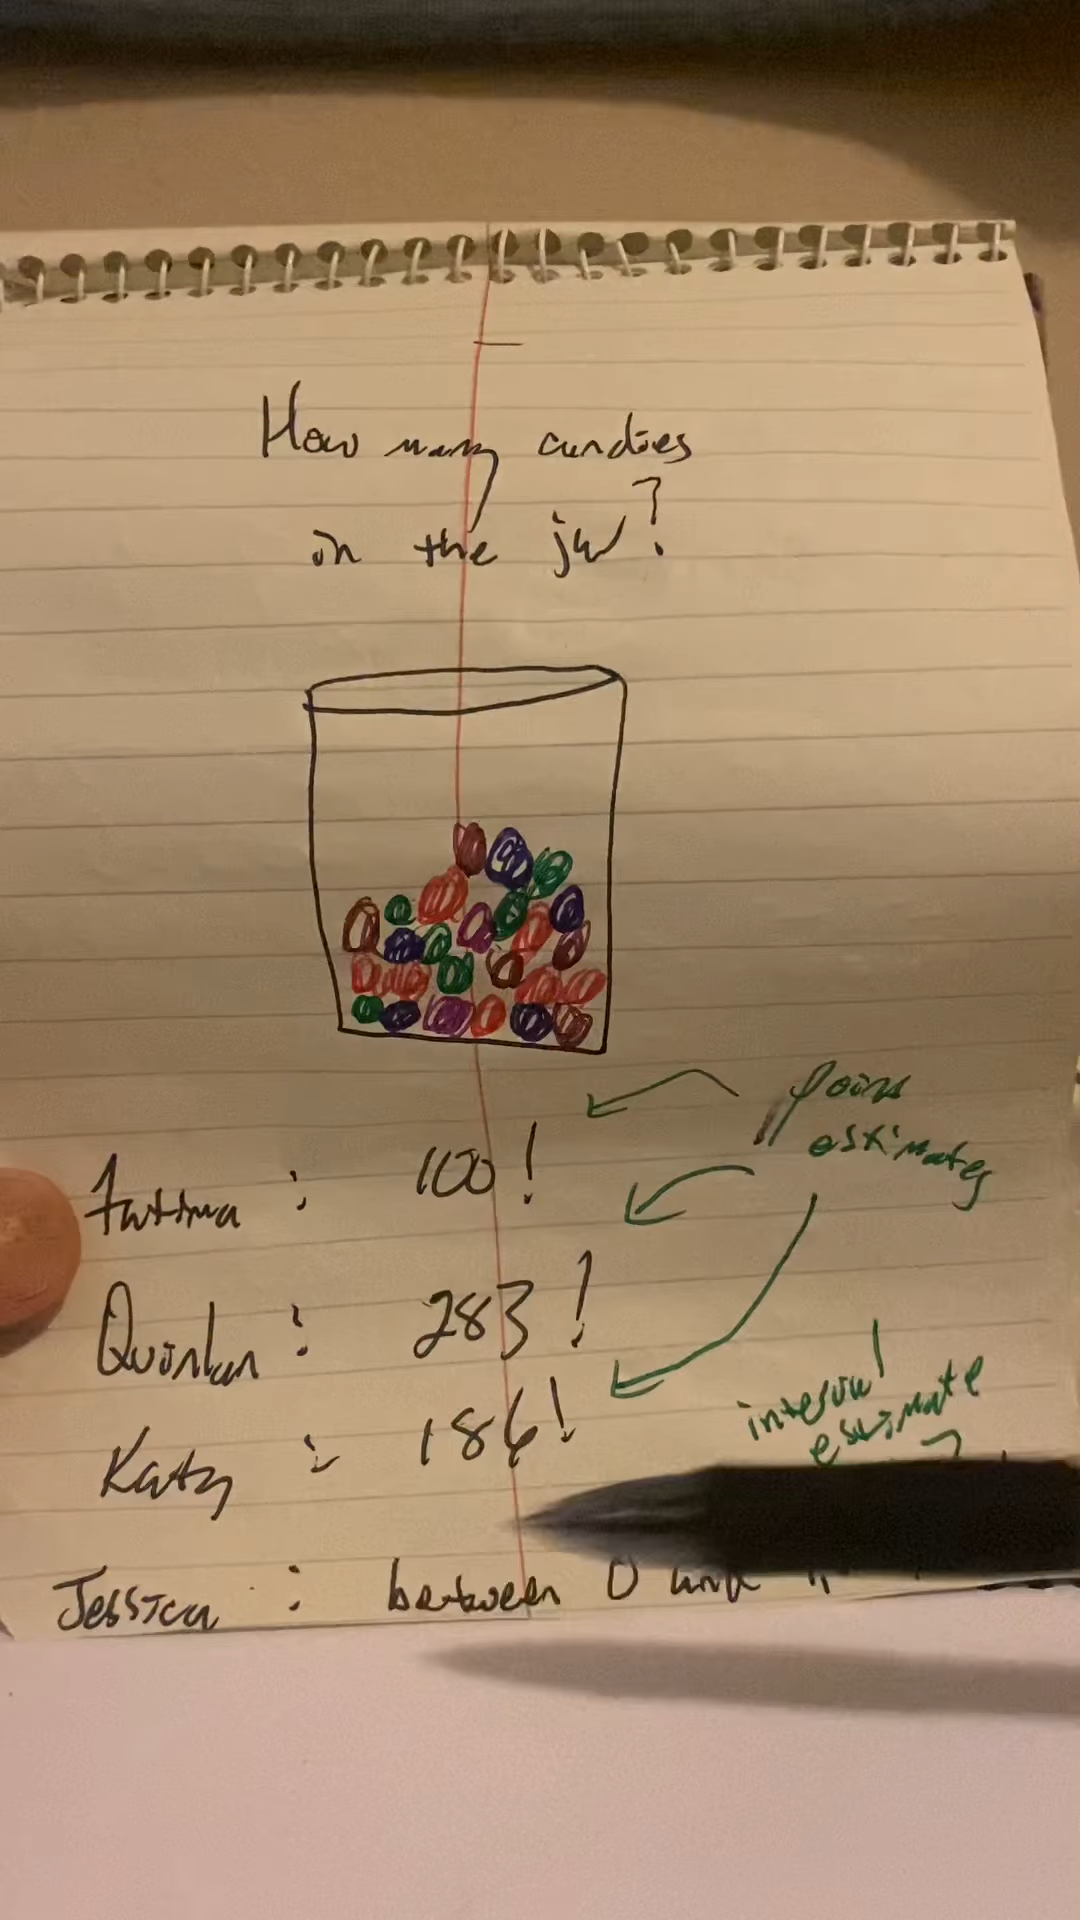 How many candies
in the jar?
Fattima : 100!
Quinlan : 283!
Katy : 186!
Jessica : between 0 and
point
estimates
interval
estimate